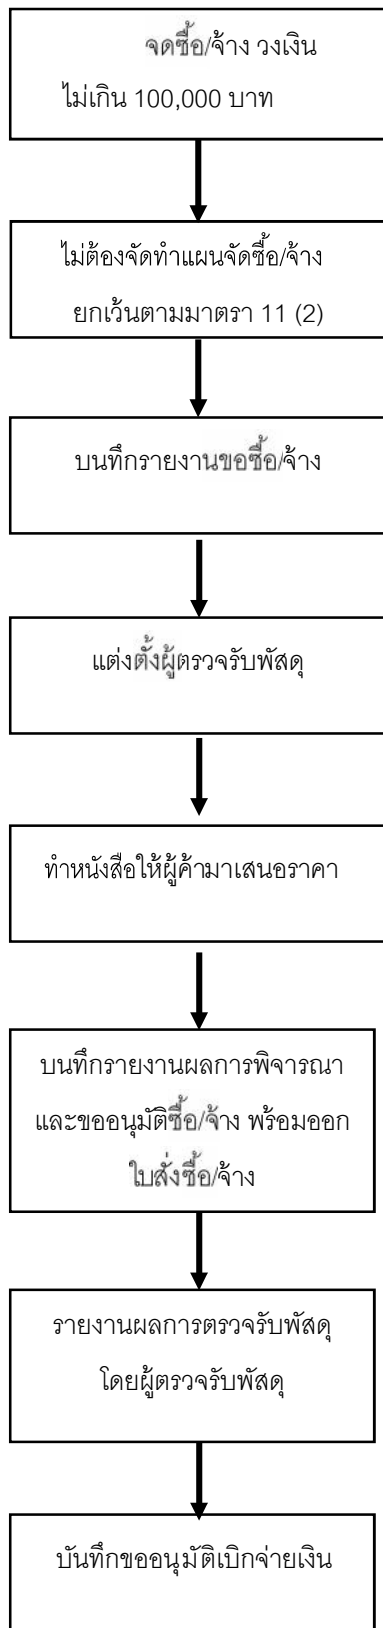 จดซื้อ/จ้าง วงเงิน
ไม่เกิน 100,000 บาท
ไม่ต้องจัดทำแผนจัดซื้อ/จ้าง
ยกเว้นตามมาตรา 11 (2)
บนทึกรายงานขอซื้อ/จ้าง
แต่งตั้งผู้ตรวจรับพัสดุ
ทำหนังสือให้ผู้ค้ามาเสนอราคา
บนทึกรายงานผลการพิจารณา
และขออนุมัติซื้อ/จ้าง พร้อมออก
ใบสั่งซื้อ/จ้าง
รายงานผลการตรวจรับพัสดุ
โดยผู้ตรวจรับพัสดุ
บันทึกขออนุมัติเบิกจ่ายเงิน